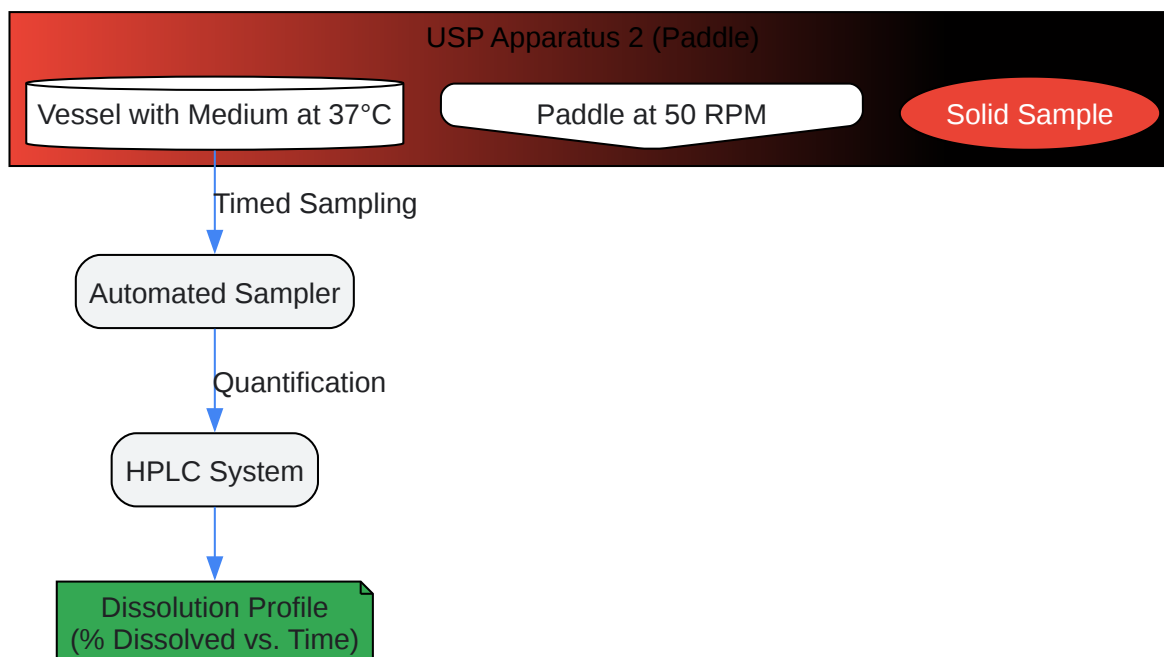 USP Apparatus 2 (Paddle)
Vessel with Medium at 37°C
Paddle at 50 RPM
Solid Sample
Timed Sampling
Automated Sampler
Quantification
HPLC System
Dissolution Profile
(% Dissolved vs. Time)